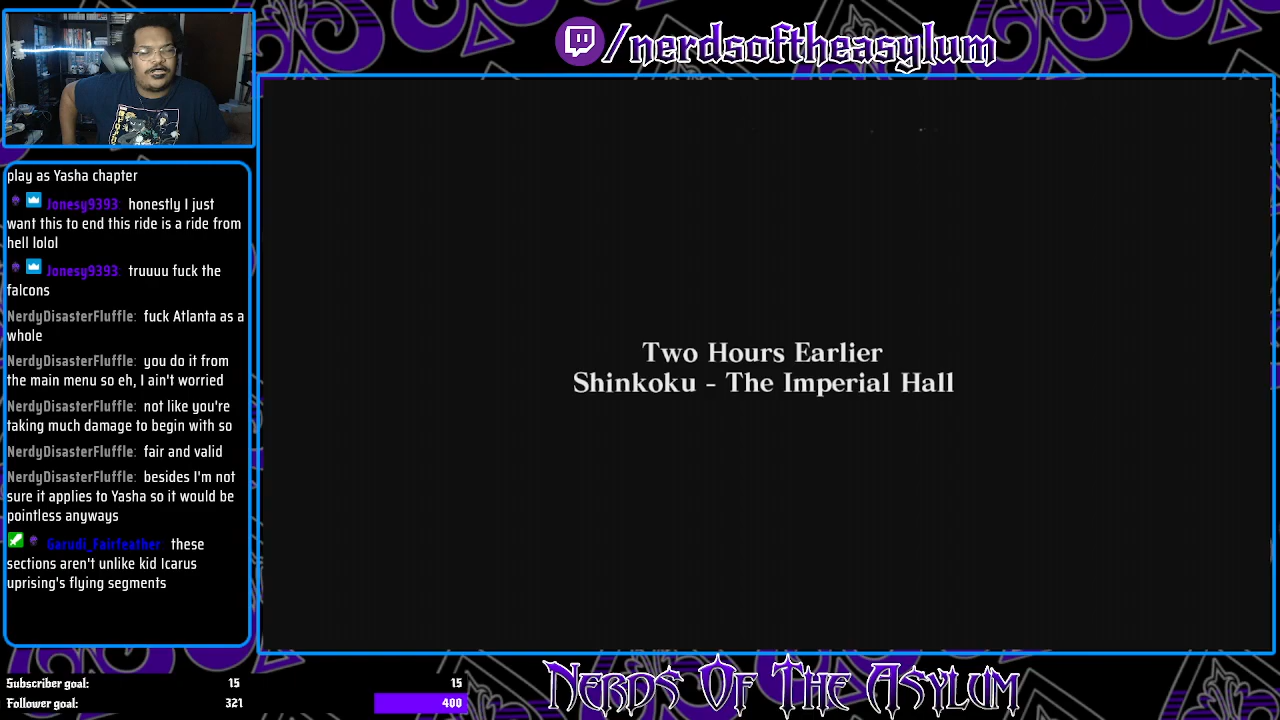 /nerdsoftheasylum
play as Yasha chapter
Jonesy9393: honestly I just
want this to end this ride is a ride from
hell lolol
Jonesy9393: truuuu fuck the
falcons
NerdyDisasterFluffle: fuck Atlanta as a
whole
NerdyDisasterFluffle: you do it from
the main menu so eh, I ain't worried
NerdyDisasterFluffle: not like you're
taking much damage to begin with so
NerdyDisasterFluffle: fair and valid
NerdyDisasterFluffle: besides I'm not
sure it applies to Yasha so it would be
pointless anyways
Garudi_Fairfeather: these
sections aren't unlike kid Icarus
uprising's flying segments
Two Hours Earlier
Shinkoku - The Imperial Hall
Subscriber goal: 15 15
Follower goal: 321 400
Nerds Of The Asylum